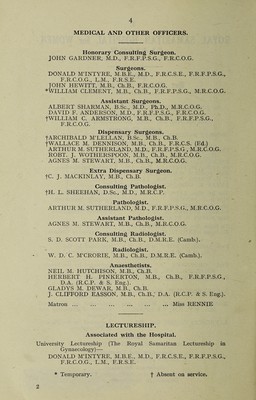 4
MEDICAL AND OTHER OFFICERS.
Honorary Consulting Surgeon.
JOHN GARDNER, M.D., F.R.F.P.S.G., F.R.C.O.G.
Surgeons.
DONALD M'INTYRE, M.B.E., M.D., F.R.C.S.E., F.R.F.P.S.G.,
F.R.C.O.G., L.M., F.R.S.E.
JOHN HEWITT, M.B., Ch.B., F.R.C.O.G.
*WILLIAM CLEMENT, M.B., Ch.B., F.R.F.P.S.G., M.R.C.O.G.
Assistant Surgeons.
ALBERT SHARMAN, B.Sc., M.D., Ph.D., M.R.C.O.G.
DAVID F. ANDERSON, M.D., F.R.F.P.S.G., F.R.C.O.G.
†WILLIAM C. ARMSTRONG, M.B., Ch.B., F.R.F.P.S.G.,
F.R.C.O.G.
Dispensary Surgeons.
†ARCHIBALD M'LELLAN, B.Sc., M.B., Ch.B.
†WALLACE M. DENNISON, M.B., Ch.B., F.R.C.S. (Ed.)
ARTHUR M. SUTHERLAND, M.D., F.R.F.P.S.G., M.R.C.O.G.
ROBT. J. WOTHERSPOON, M.B., Ch.B., M.R.C.O.G.
AGNES M. STEWART, M.B., Ch.B., M.R.C.O.G.
Extra Dispensary Surgeon.
†C. J. MACKINLAY, M.B., Ch.B.
Consulting Pathologist.
†H. L. SHEEHAN, D.Sc., M.D., M.R.C.P.
Pathologist.
ARTHUR M. SUTHERLAND, M.D., F.R.F.P.S.G., M.R.C.O.G.
Assistant Pathologist.
AGNES M. STEWART, M.B., Ch.B., M.R.C.O.G.
Consulting Radiologist.
S. D. SCOTT PARK, M.B., Ch.B., D.M.R.E. (Camb.).
Radiologist.
W. D. C. M'CRORIE, M.B., Ch.B., D.M.R.E. (Camb.).
Anaesthetists.
NEIL M. HUTCHISON, M.B., Ch.B.
HERBERT H. PINKERTON, M.B., Ch.B., F.R.F.P.S.G.,
D.A. (R.C.P. & S. Eng.).
GLADYS M. DEWAR, M.B., Ch.B.
J. CLIFFORD EASSON, M.B., Ch.B., D.A. (R.C.P. & S. Eng.).
Matron ... ... ... ... ... ... Miss RENNIE
LECTURESHIP.
Associated with the Hospital.
University Lectureship (The Royal Samaritan Lectureship in
Gynaecology)—
DONALD M'INTYRE, M.B.E., M.D., F.R.C.S.E., F.R.F.P.S.G.,
F.R.C.O.G., L.M., F.R.S.E.
* Temporary. † Absent on service.
2